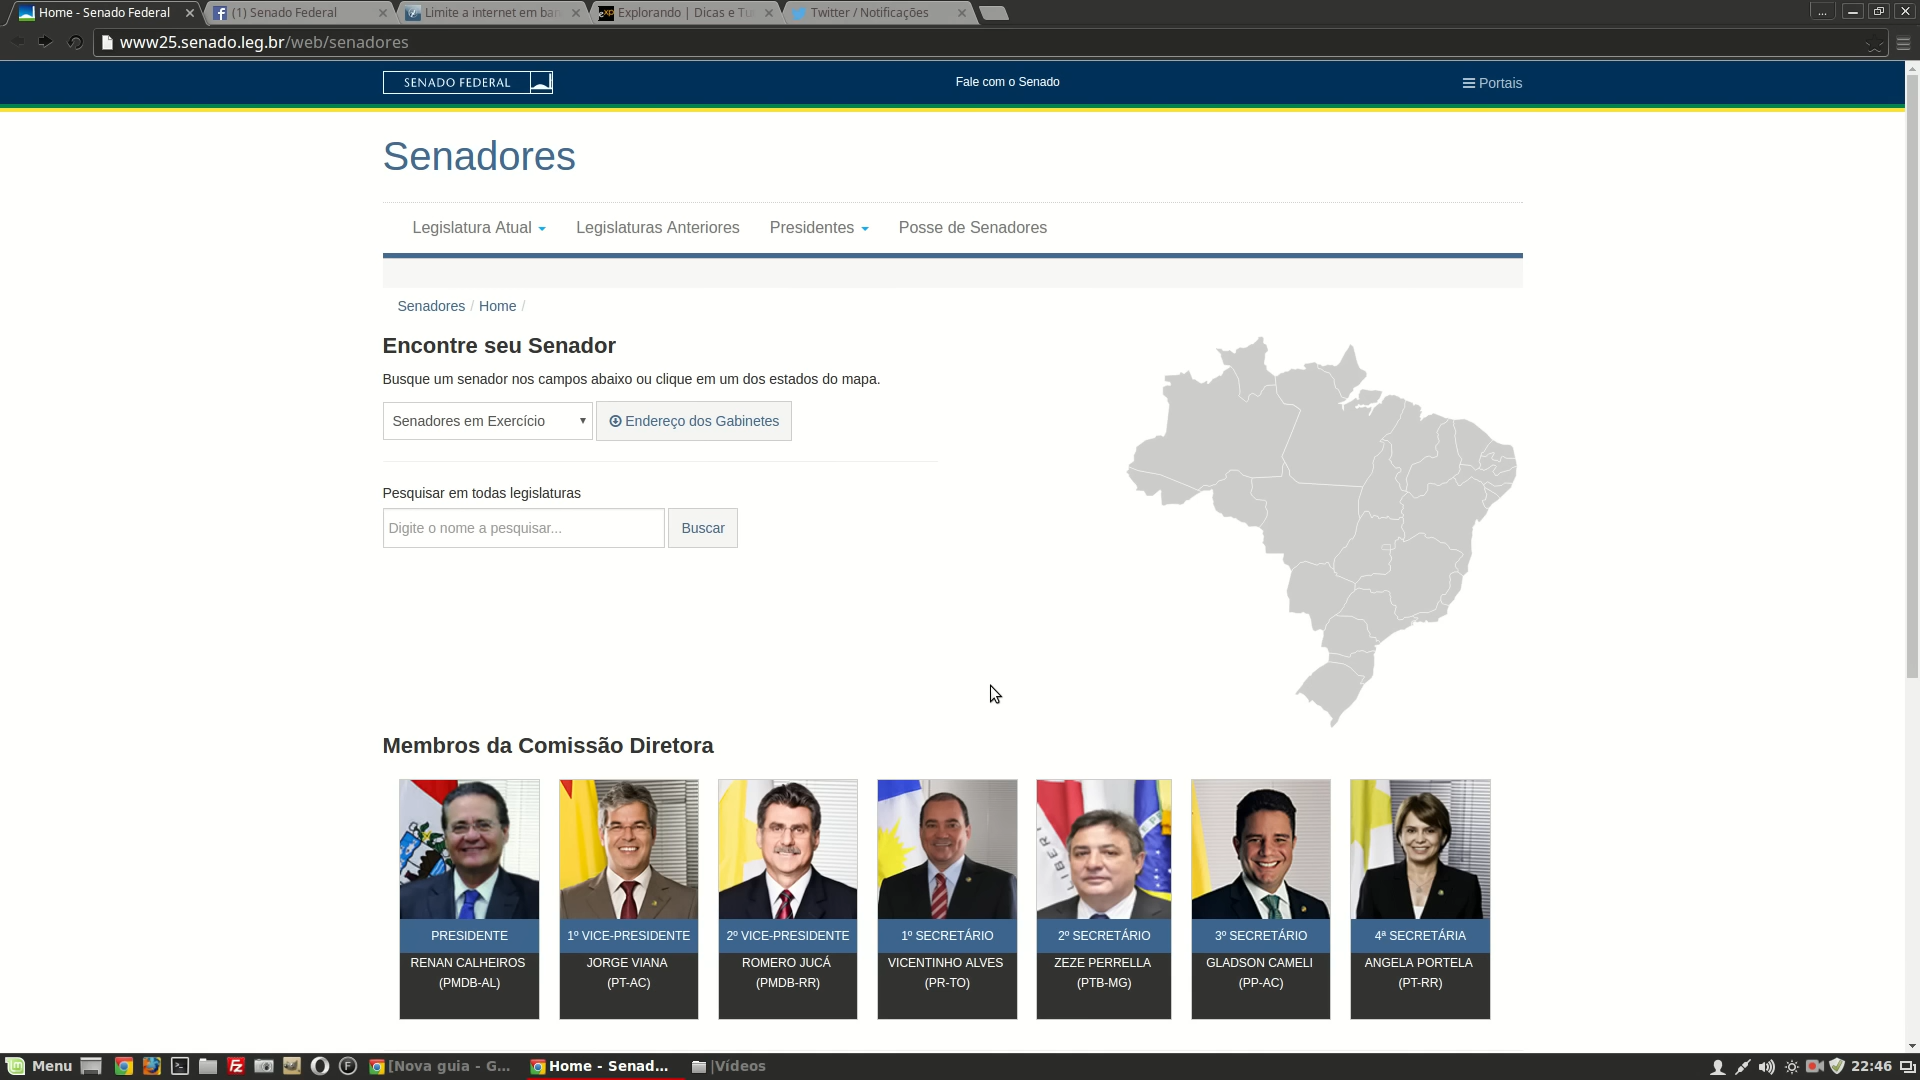 Home - Senado Federal
(1) Senado Federal
Limite a internet em ban
Explorando | Dicas e Tu
Twitter / Notificações
...
www25.senado.leg.br/web/senadores
SENADO FEDERAL
Fale com o Senado
Portais
Senadores
Legislatura Atual
Legislaturas Anteriores
Presidentes
Posse de Senadores
Senadores / Home /
Encontre seu Senador
Busque um senador nos campos abaixo ou clique em um dos estados do mapa.
Senadores em Exercício
Endereço dos Gabinetes
Pesquisar em todas legislaturas
Digite o nome a pesquisar...
Buscar
Membros da Comissão Diretora
PRESIDENTE
RENAN CALHEIROS
(PMDB-AL)
1º VICE-PRESIDENTE
JORGE VIANA
(PT-AC)
2º VICE-PRESIDENTE
ROMERO JUCÁ
(PMDB-RR)
1º SECRETÁRIO
VICENTINHO ALVES
(PR-TO)
2º SECRETÁRIO
ZEZE PERRELLA
(PTB-MG)
3º SECRETÁRIO
GLADSON CAMELI
(PP-AC)
4ª SECRETÁRIA
ANGELA PORTELA
(PT-RR)
Menu
[Nova guia - G...
Home - Senad...
|Vídeos
22:46